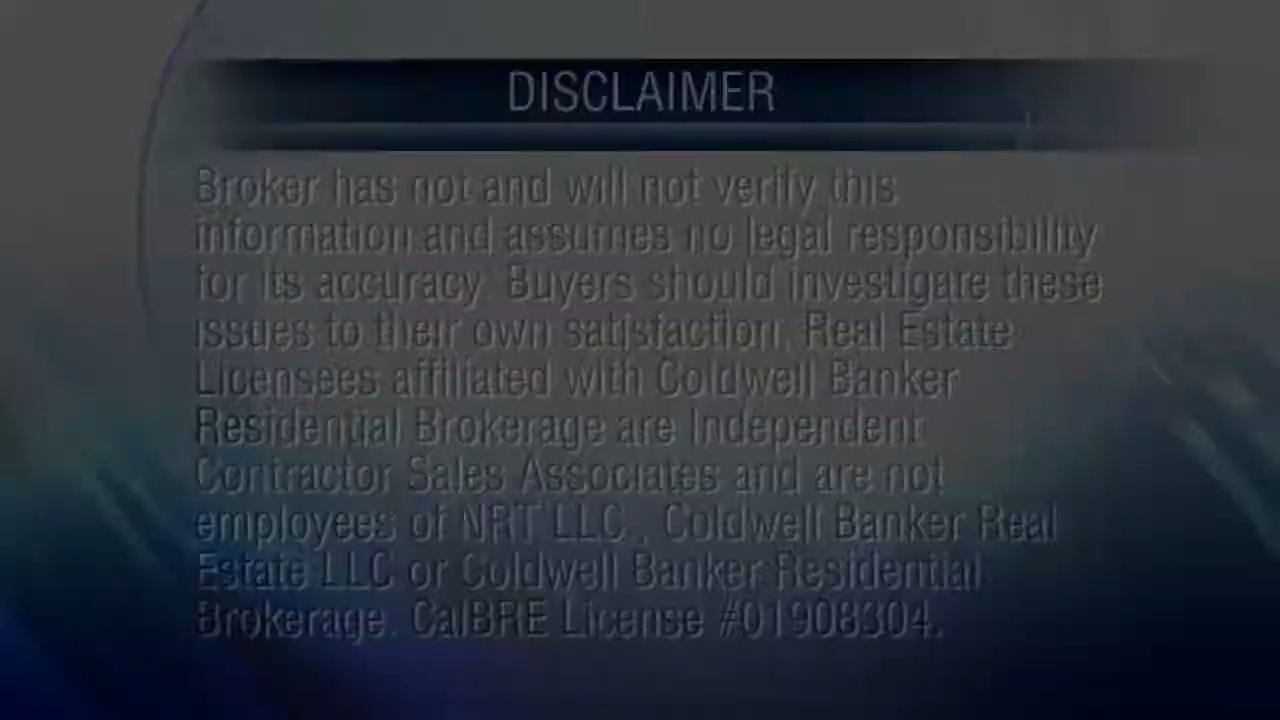 DISCLAIMER
Broker has not and will not verify this
information and assumes no legal responsibility
for its accuracy. Buyers should investigate these
issues to their own satisfaction. Real Estate
Licensees affiliated with Coldwell Banker
Residential Brokerage are Independent
Contractor Sales Associates and are not
employees of NRT LLC., Coldwell Banker Real
Estate LLC or Coldwell Banker Residential
Brokerage. CalBRE License #01908304.